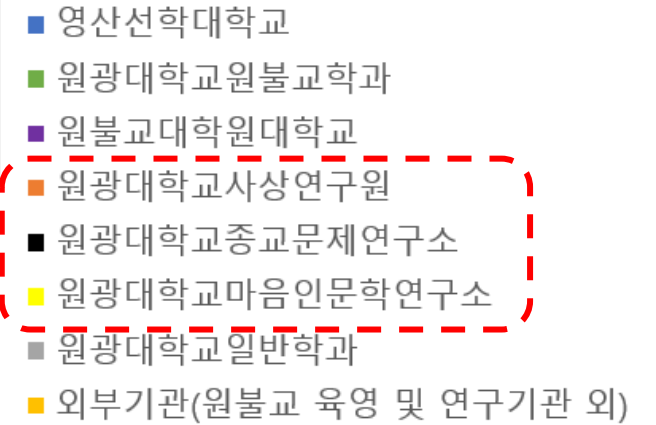 영산선학대학교
원광대학교원불교학과
원불교대학원대학교
원광대학교사상연구원
원광대학교종교문제연구소
원광대학교마음인문학연구소
원광대학교일반학과
외부기관(원불교 육영 및 연구기관 외)